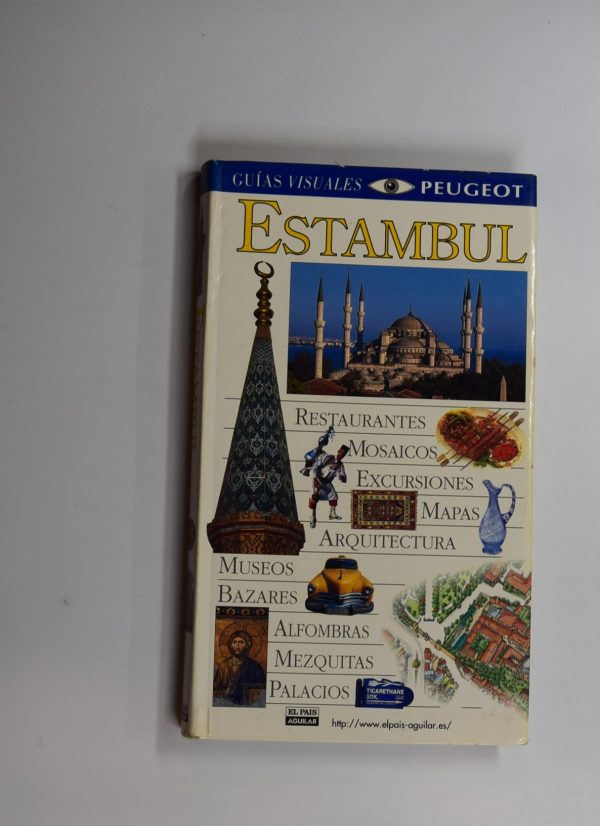 GUÍAS VISUALES PEUGEOT
ESTAMBUL
RESTAURANTES
MOSAICOS
EXCURSIONES
MAPAS
ARQUITECTURA
MUSEOS
BAZARES
ALFOMBRAS
MEZQUITAS
PALACIOS
TICARETHANE
SOK.
EL PAIS
AGUILAR
http://www.elpais-aguilar.es/